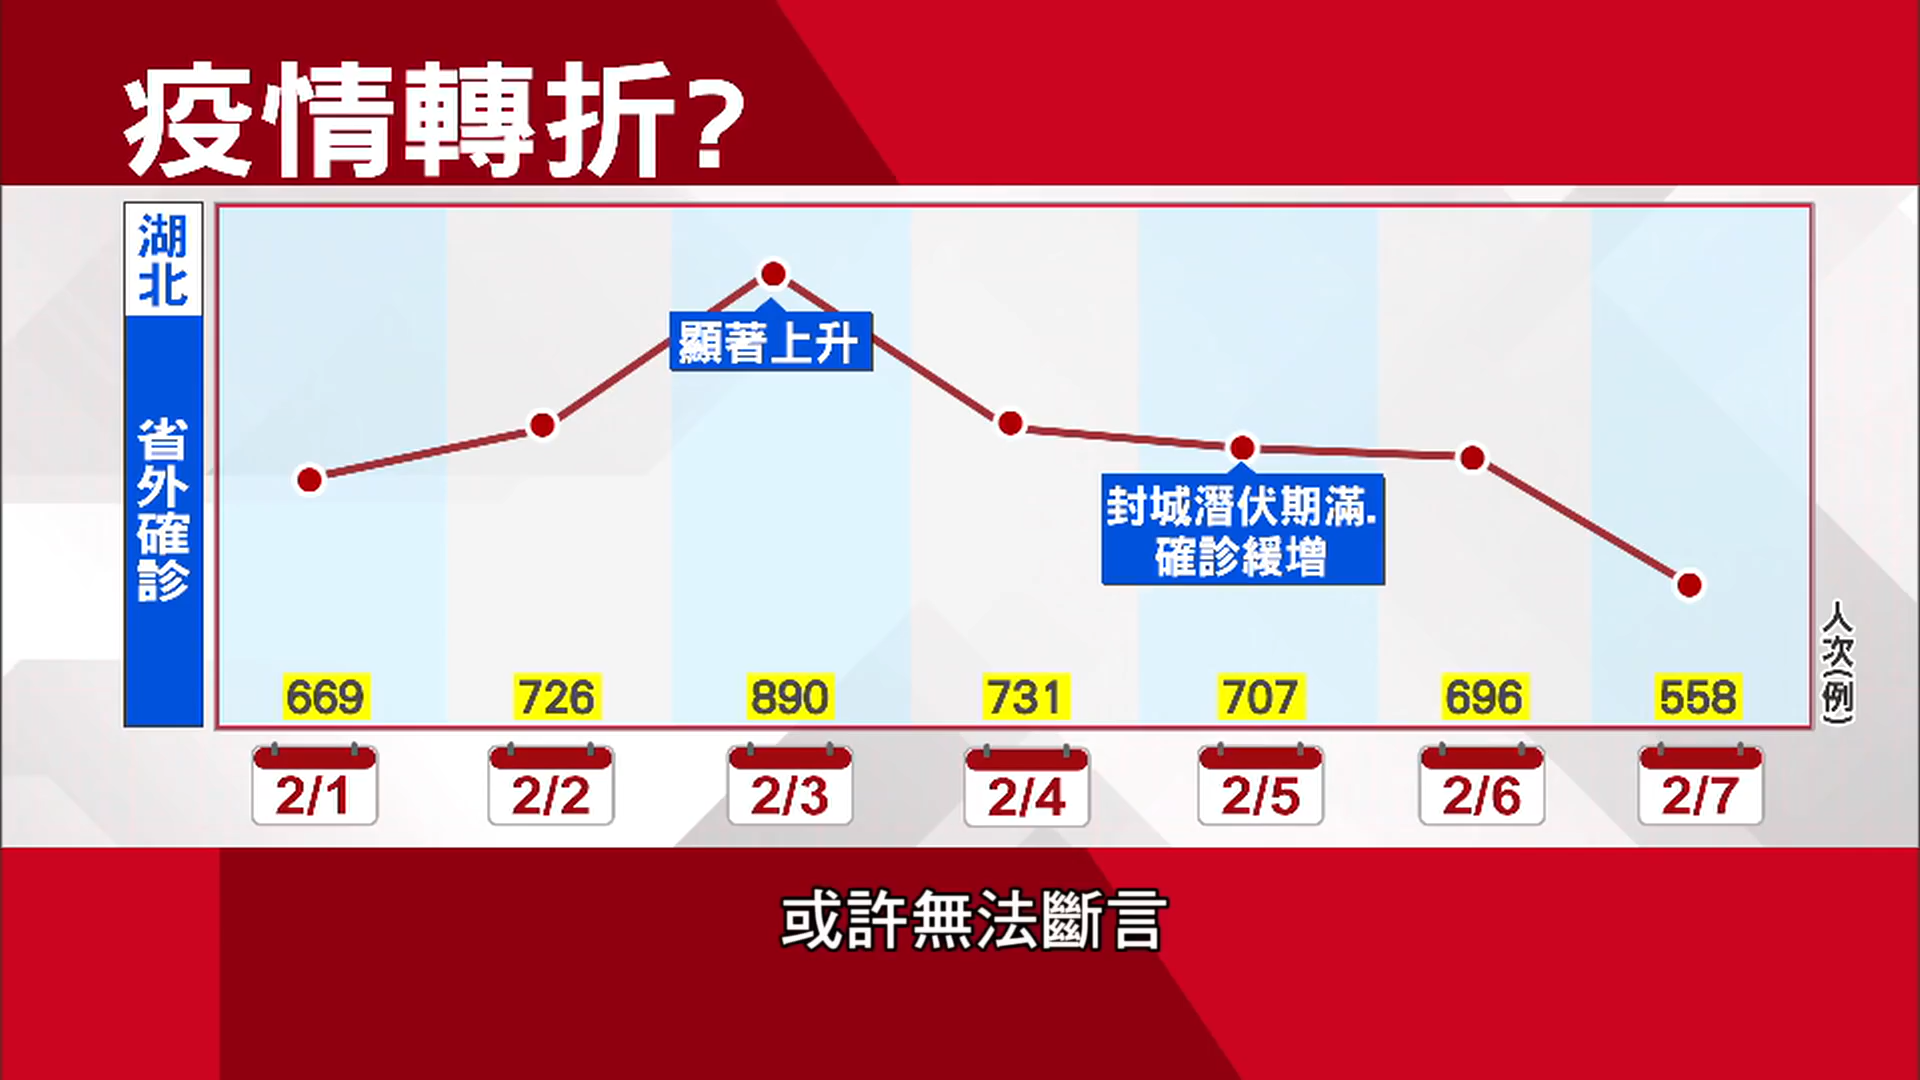 疫情轉折?
湖北
省外確診
顯著上升
封城潛伏期滿.
確診緩增
669 726 890 731 707 696 558
人次(例)
2/1 2/2 2/3 2/4 2/5 2/6 2/7
或許無法斷言